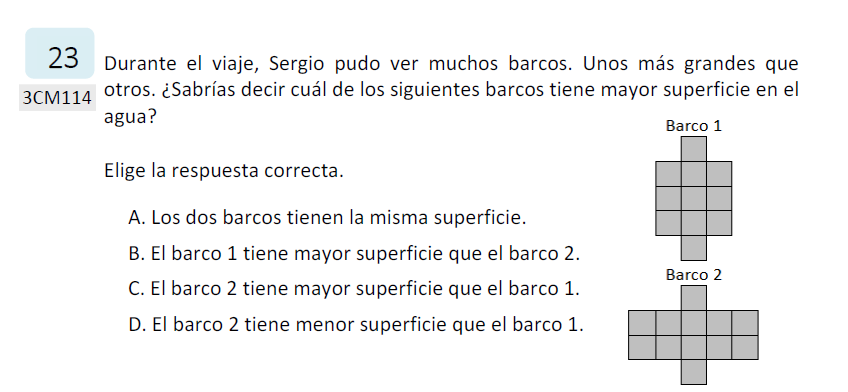 23
3CM114
Durante el viaje, Sergio pudo ver muchos barcos. Unos más grandes que
otros. ¿Sabrías decir cuál de los siguientes barcos tiene mayor superficie en el
agua?
Barco 1
Elige la respuesta correcta.
A. Los dos barcos tienen la misma superficie.
B. El barco 1 tiene mayor superficie que el barco 2.
C. El barco 2 tiene mayor superficie que el barco 1.
D. El barco 2 tiene menor superficie que el barco 1.
Barco 2